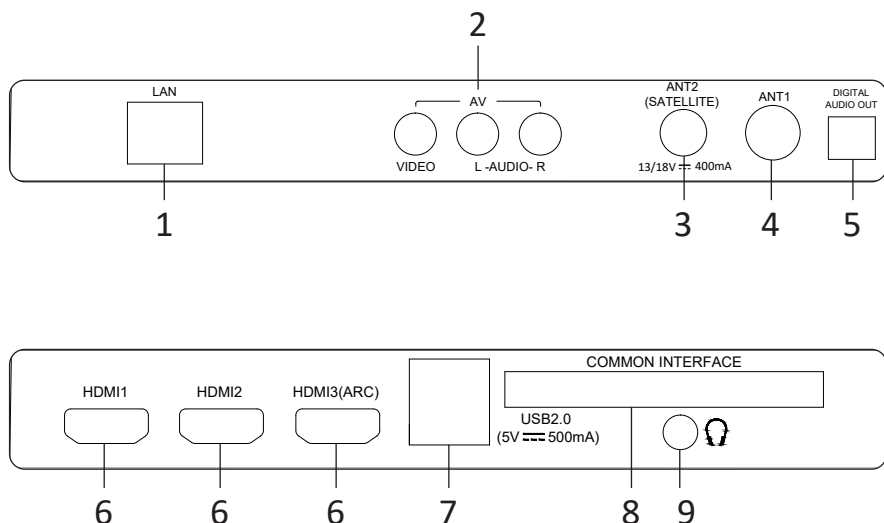 2
LAN
AV
VIDEO
L -AUDIO- R
ANT2
(SATELLITE)
13/18V 400mA
ANT1
DIGITAL
AUDIO OUT
1
3
4
5
HDMI1
HDMI2
HDMI3(ARC)
COMMON INTERFACE
USB2.0
(5V 500mA)
6
6
6
7
8
9